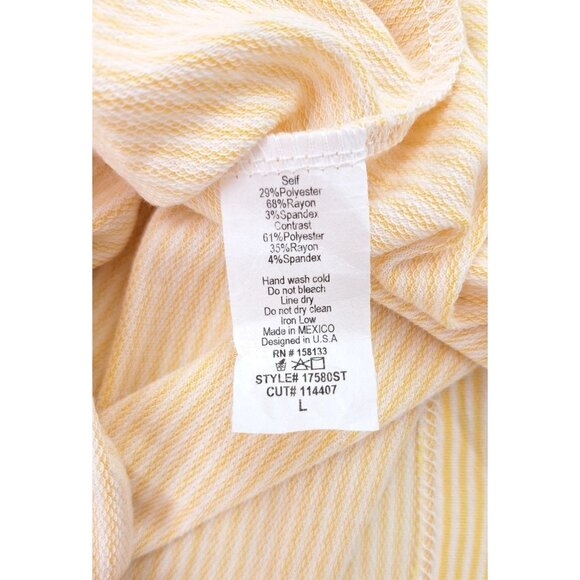 Self
29%Polyester
68%Rayon
3%Spandex
Contrast
61%Polyester
35%Rayon
4%Spandex
Hand wash cold
Do not bleach
Line dry
Do not dry clean
Iron Low
Made in MEXICO
Designed in U.S.A
RN # 158133
STYLE# 17580ST
CUT# 114407
L